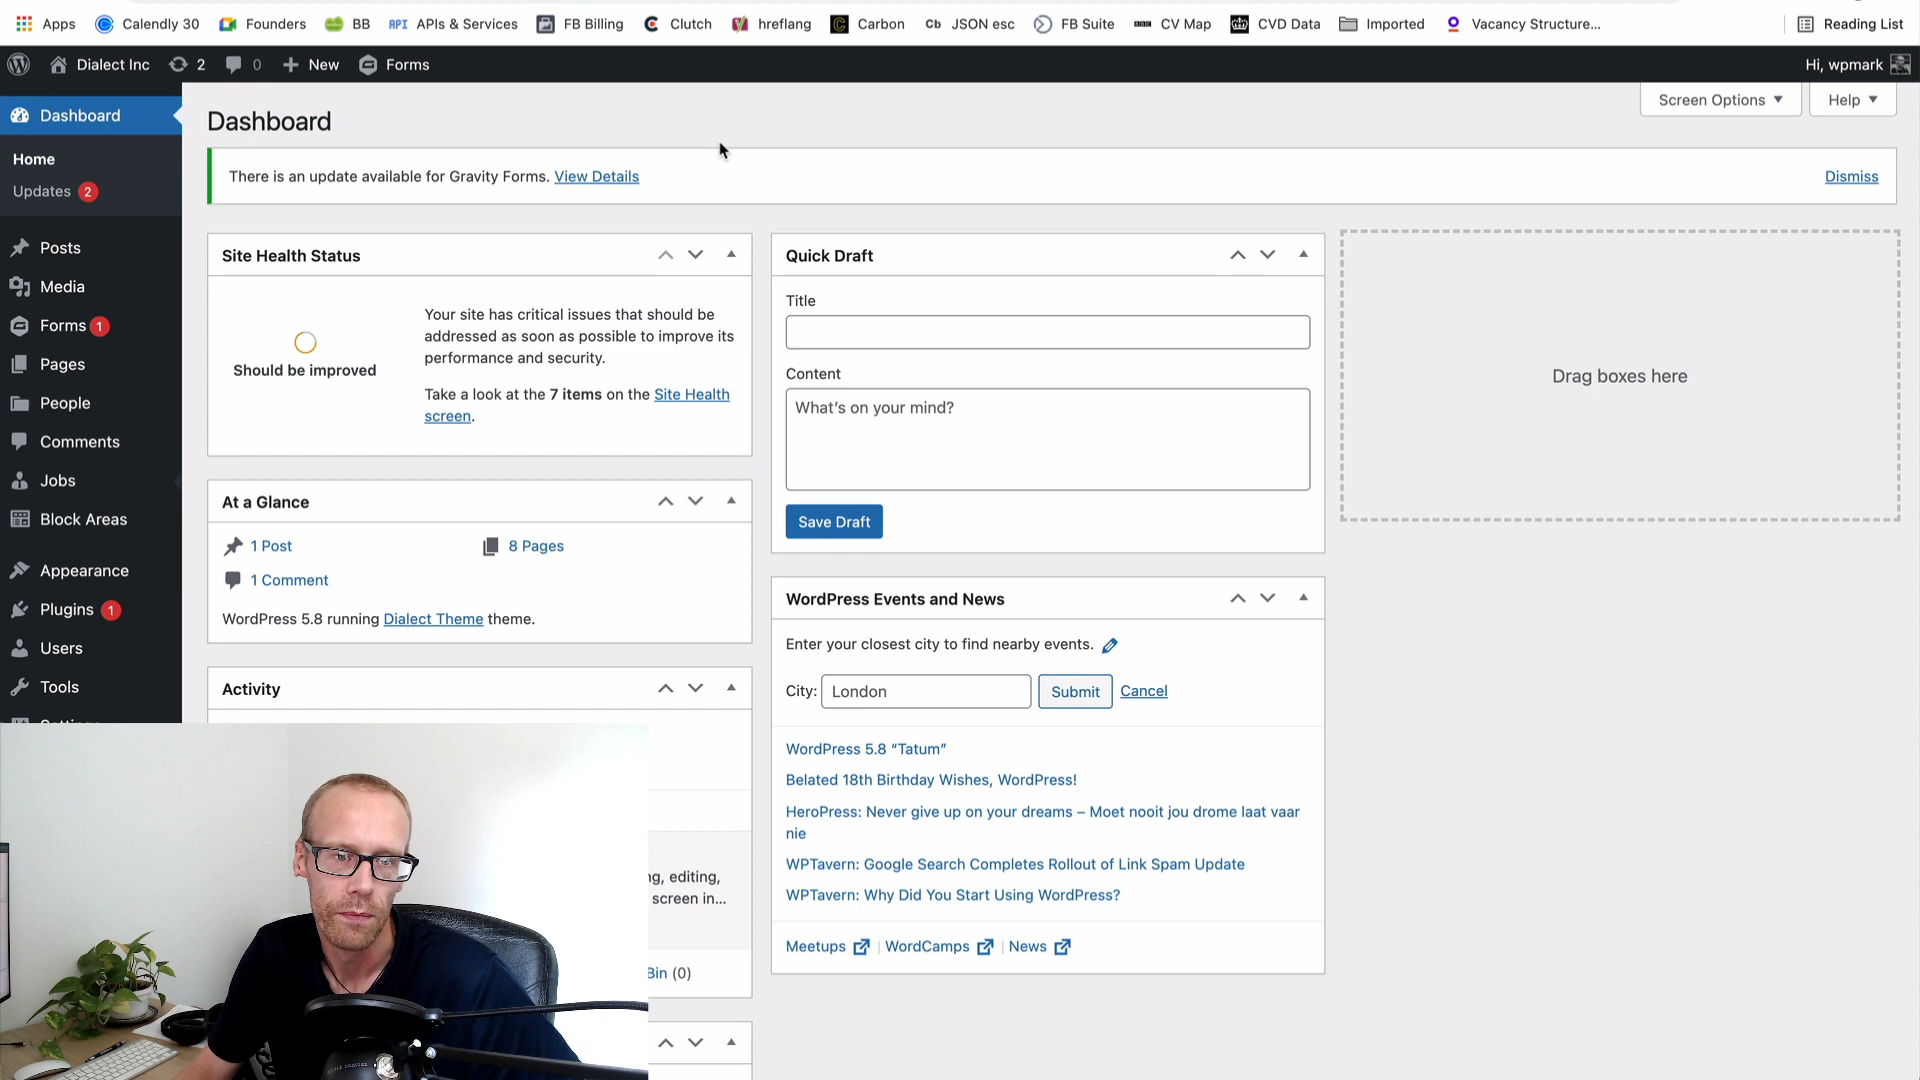 Apps
Calendly 30
Founders
BB
API APIs & Services
FB Billing
Clutch
hreflang
Carbon
Cb JSON esc
FB Suite
CV Map
CVD Data
Imported
Vacancy Structure...
Reading List
Dialect Inc
2
0
New
Forms
Hi, wpmark
Dashboard
Home
Updates 2
Posts
Media
Forms 1
Pages
People
Comments
Jobs
Block Areas
Appearance
Plugins 1
Users
Tools
Dashboard
Screen Options
Help
There is an update available for Gravity Forms. View Details
Dismiss
Site Health Status
Should be improved
Your site has critical issues that should be
addressed as soon as possible to improve its
performance and security.
Take a look at the 7 items on the Site Health
screen.
At a Glance
1 Post
8 Pages
1 Comment
WordPress 5.8 running Dialect Theme theme.
Activity
ng, editing,
screen in...
Bin (0)
Quick Draft
Title
Content
What's on your mind?
Save Draft
WordPress Events and News
Enter your closest city to find nearby events.
City: London Submit Cancel
WordPress 5.8 “Tatum”
Belated 18th Birthday Wishes, WordPress!
HeroPress: Never give up on your dreams – Moet nooit jou drome laat vaar
nie
WPTavern: Google Search Completes Rollout of Link Spam Update
WPTavern: Why Did You Start Using WordPress?
Meetups | WordCamps | News
Drag boxes here